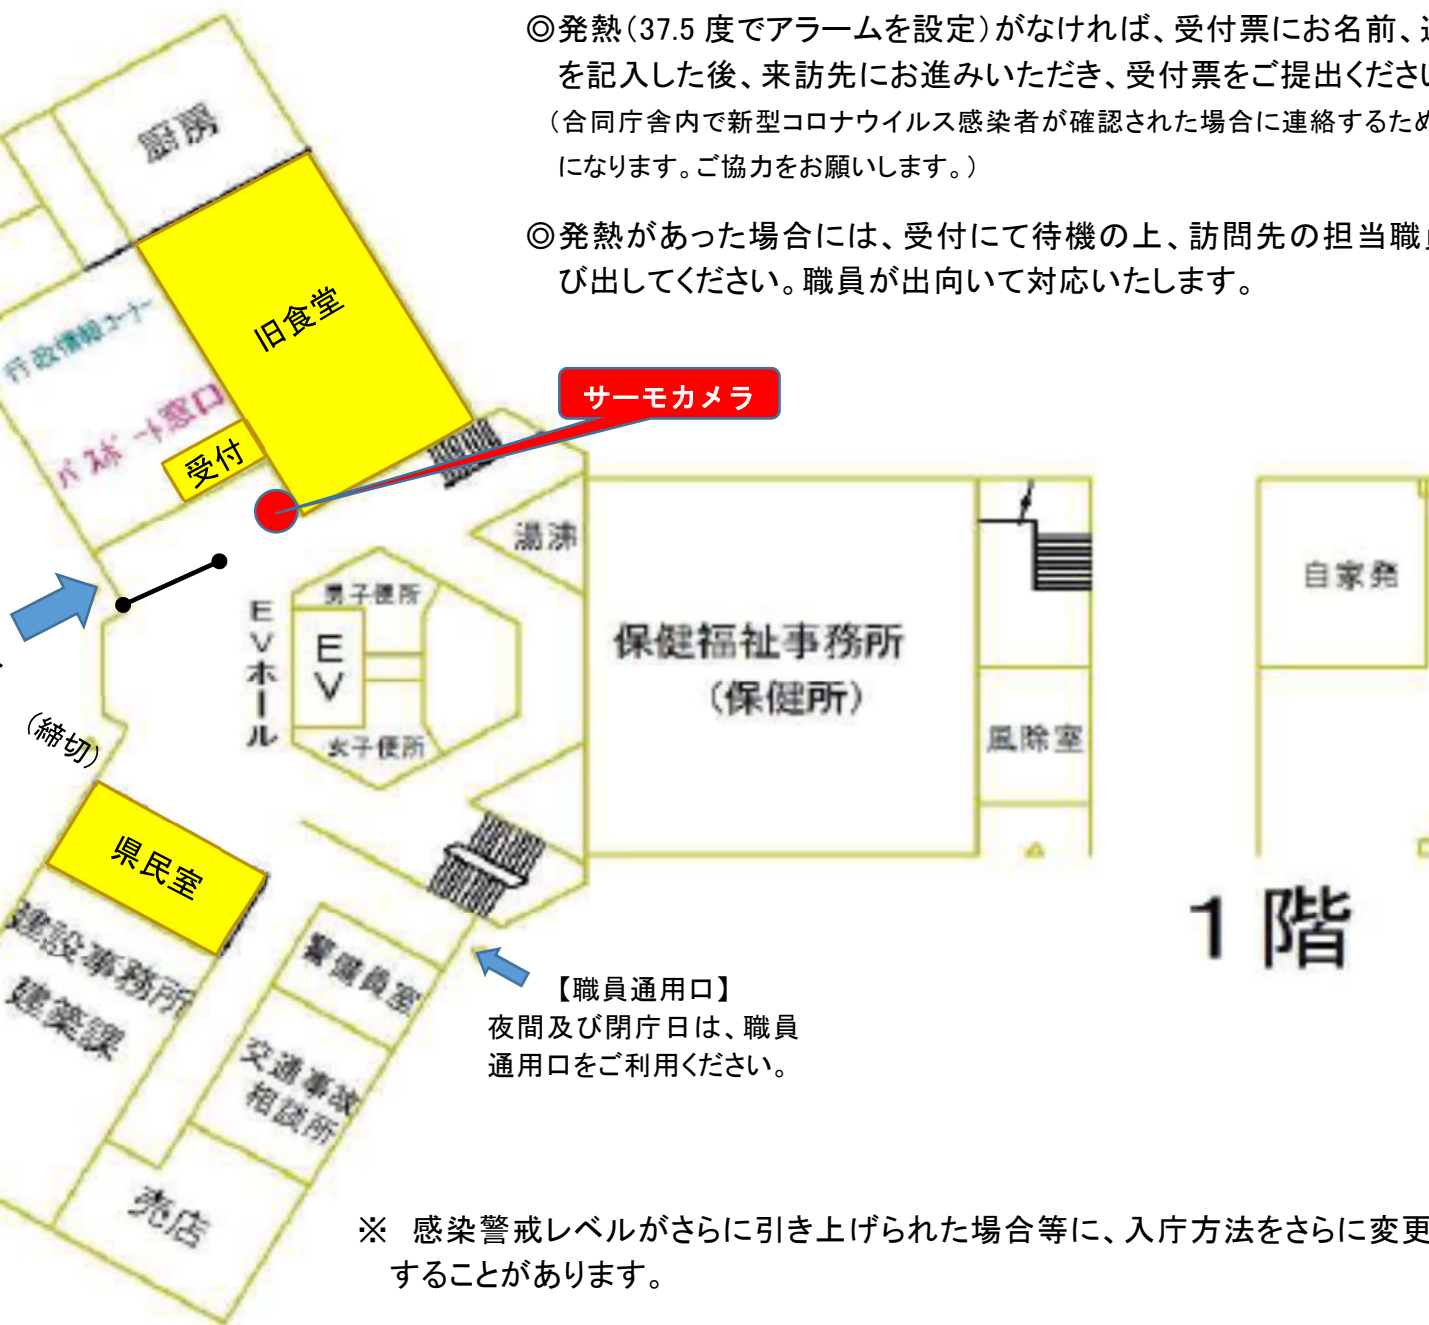 ◎発熱（37.5 度でアラームを設定）がなければ、受付票にお名前、
を記入した後、来訪先にお進みいただき、受付票をご提出ください
（合同庁舎内で新型コロナウイルス感染者が確認された場合に連絡するため
になります。ご協力をお願いします。）
◎発熱があった場合には、受付にて待機の上、訪問先の担当職員
び出してください。職員が出向いて対応いたします。
厨房
旧食堂
行政情報コーナー
パスポート窓口
受付
サーモカメラ
湯沸
男子便所
EVホール
EV
女子便所
保健福祉事務所
（保健所）
風除室
自家発
（締切）
県民室
建設事務所
建築課
警備員室
交通事故
相談所
売店
1階
【職員通用口】
夜間及び閉庁日は、職員
通用口をご利用ください。
※ 感染警戒レベルがさらに引き上げられた場合等に、入庁方法をさらに変更
することがあります。